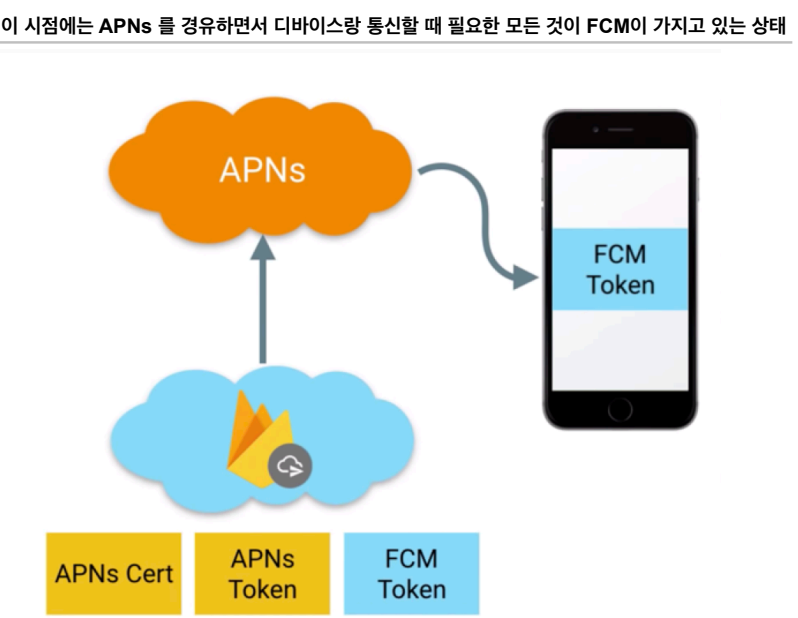 이 시점에는 APNs 를 경유하면서 디바이스랑 통신할 때 필요한 모든 것이 FCM이 가지고 있는 상태
APNs
FCM
Token
APNs Cert
APNs
Token
FCM
Token